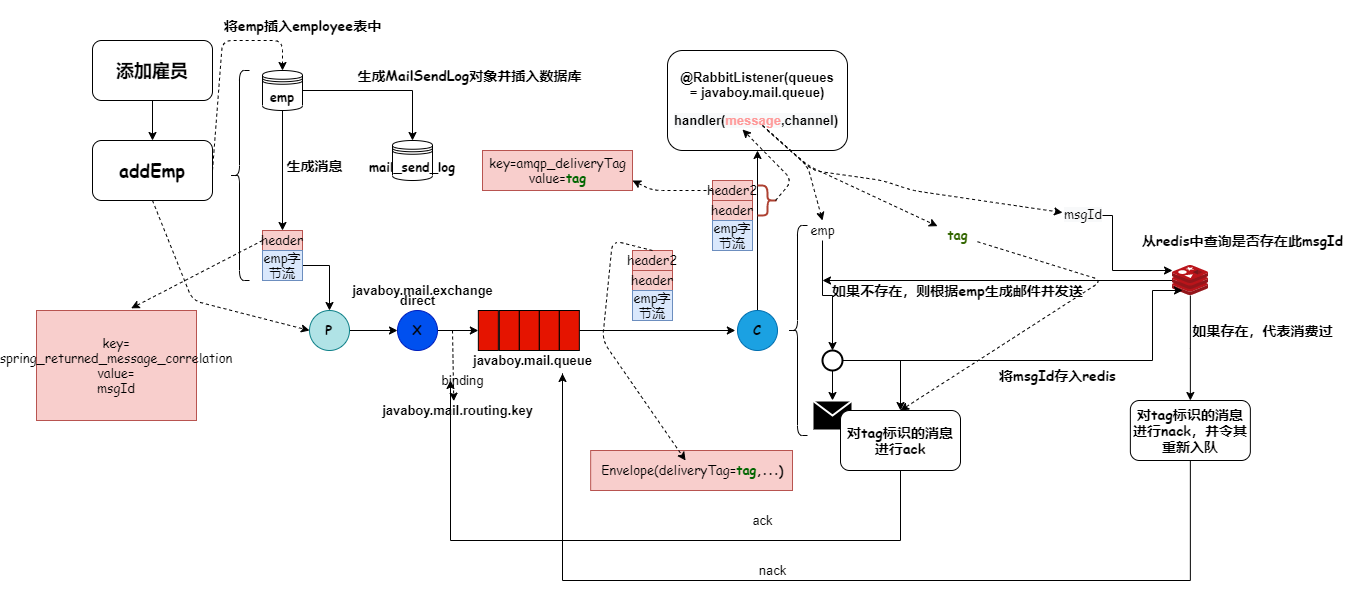 将emp插入employee表中
添加雇员
addEmp
emp
生成MailSendLog对象并插入数据库
mail_send_log
生成消息
header
emp字
节流
key=
spring_returned_message_correlation
value=
msgId
P
javaboy.mail.exchange
direct
X
javaboy.mail.queue
binding
javaboy.mail.routing.key
key=amqp_deliveryTag
value=tag
header2
header
emp字
节流
Envelope(deliveryTag=tag,...)
@RabbitListener(queues
= javaboy.mail.queue)
handler(message,channel)
header2
header
emp字
节流
C
emp
tag
msgId
从redis中查询是否存在此msgId
如果不存在，则根据emp生成邮件并发送
如果存在，代表消费过
将msgId存入redis
对tag标识的消息
进行ack
对tag标识的消息
进行nack，并令其
重新入队
ack
nack